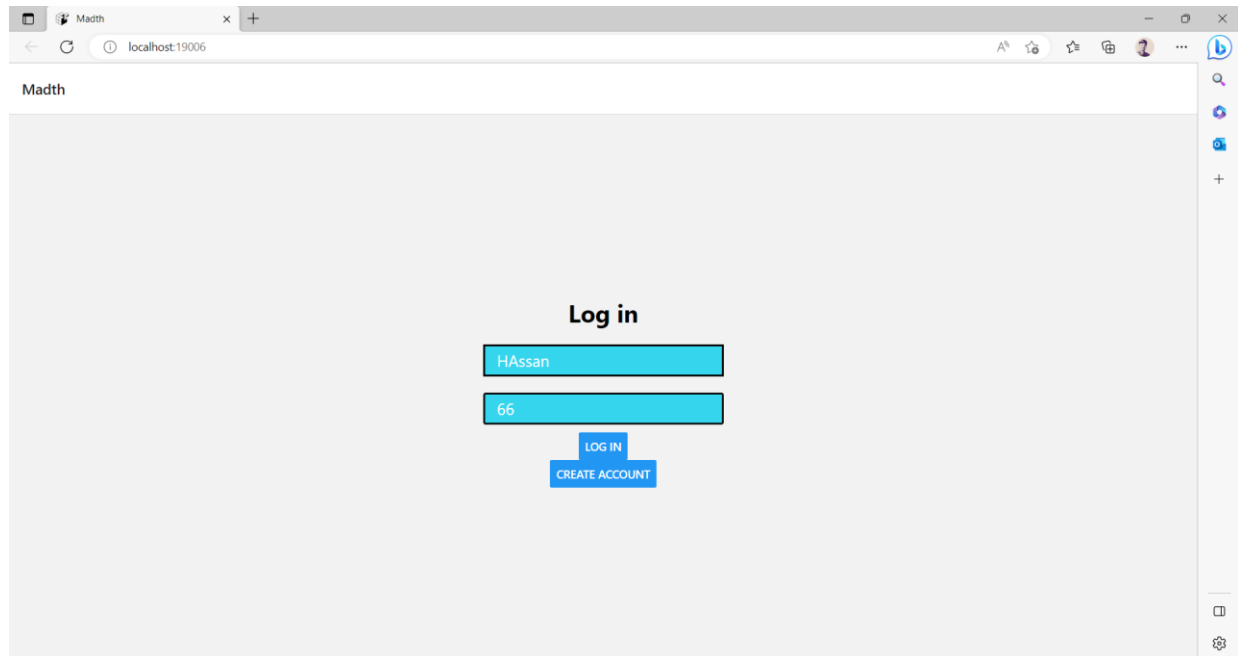 Madth
localhost:19006
Madth
Log in
HAssan
66
LOG IN
CREATE ACCOUNT